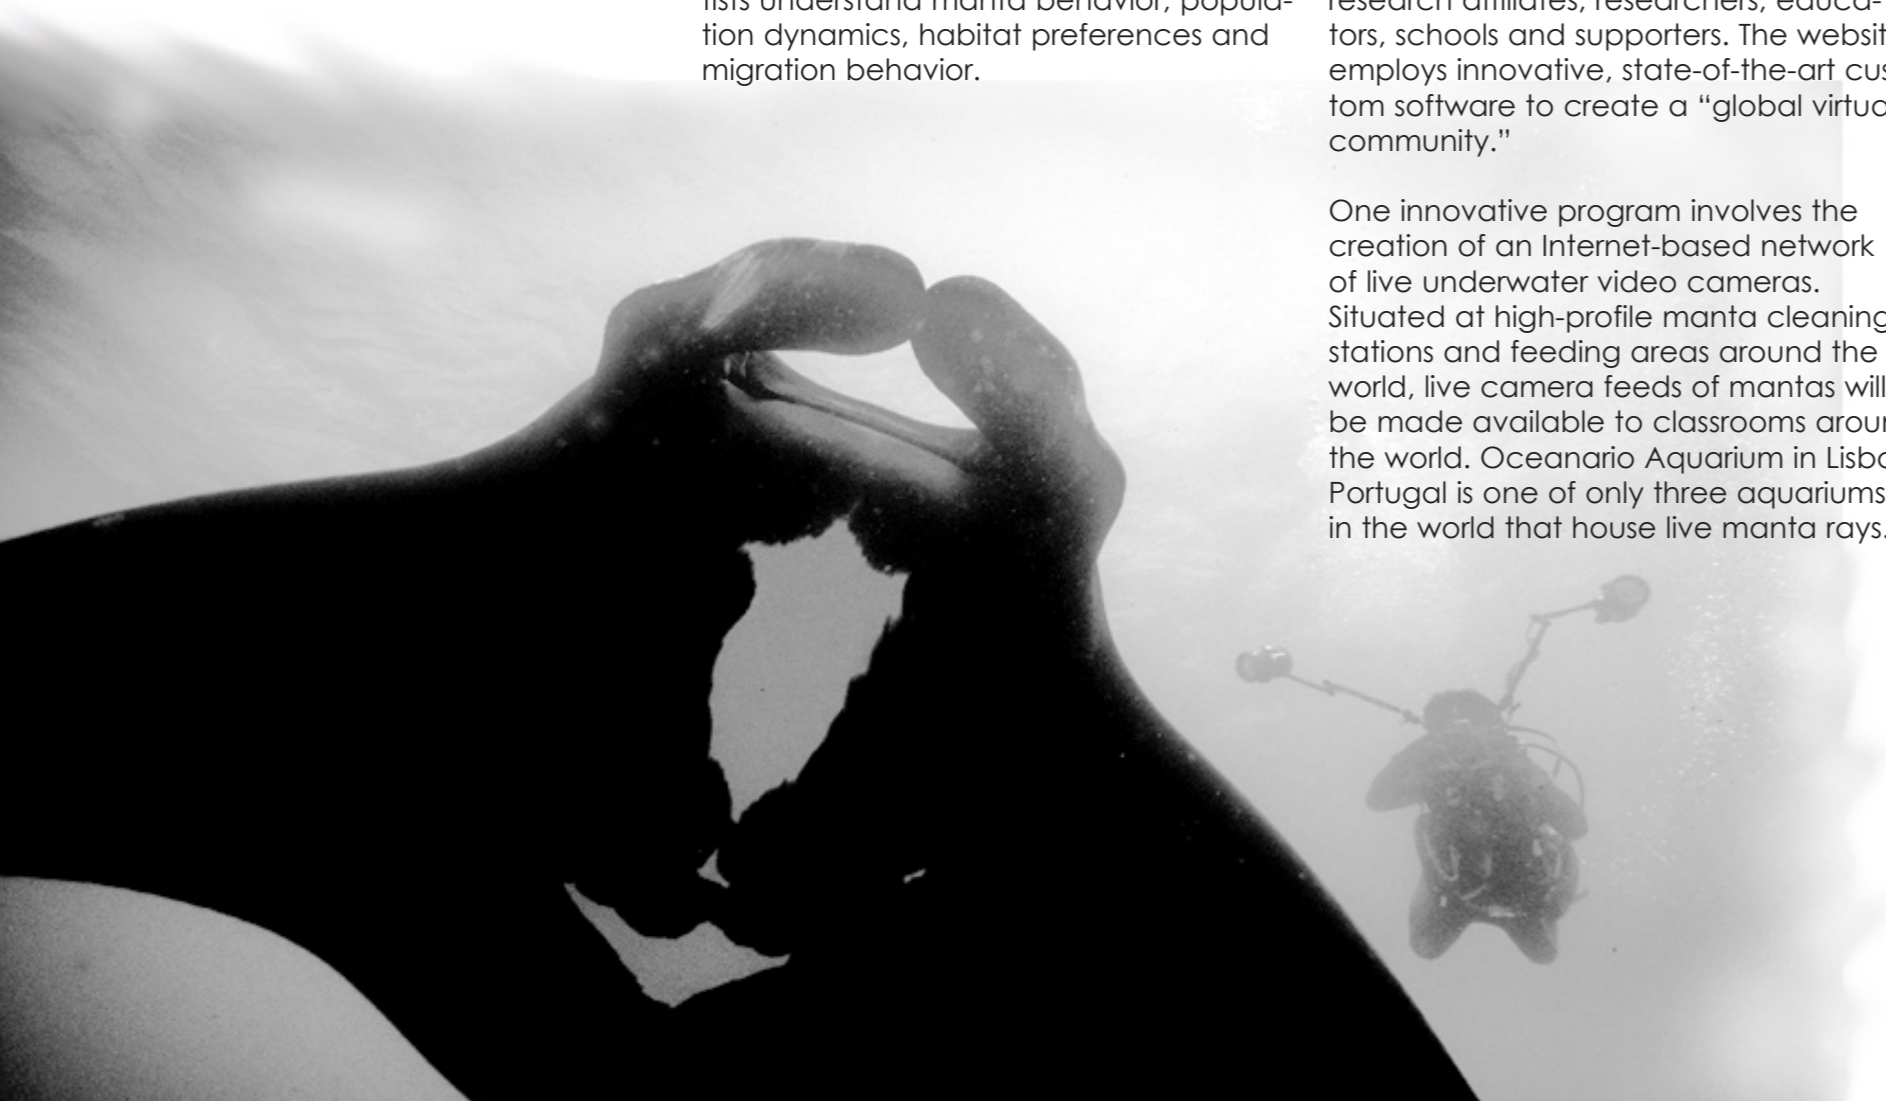 tists understand manta behavior, popula-
tion dynamics, habitat preferences and
migration behavior.
research affiliates, researchers, educa-
tors, schools and supporters. The websit
employs innovative, state-of-the-art cus
tom software to create a “global virtua
community.”
One innovative program involves the
creation of an Internet-based network
of live underwater video cameras.
Situated at high-profile manta cleaning
stations and feeding areas around the
world, live camera feeds of mantas will
be made available to classrooms aroun
the world. Oceanario Aquarium in Lisbo
Portugal is one of only three aquariums
in the world that house live manta rays.